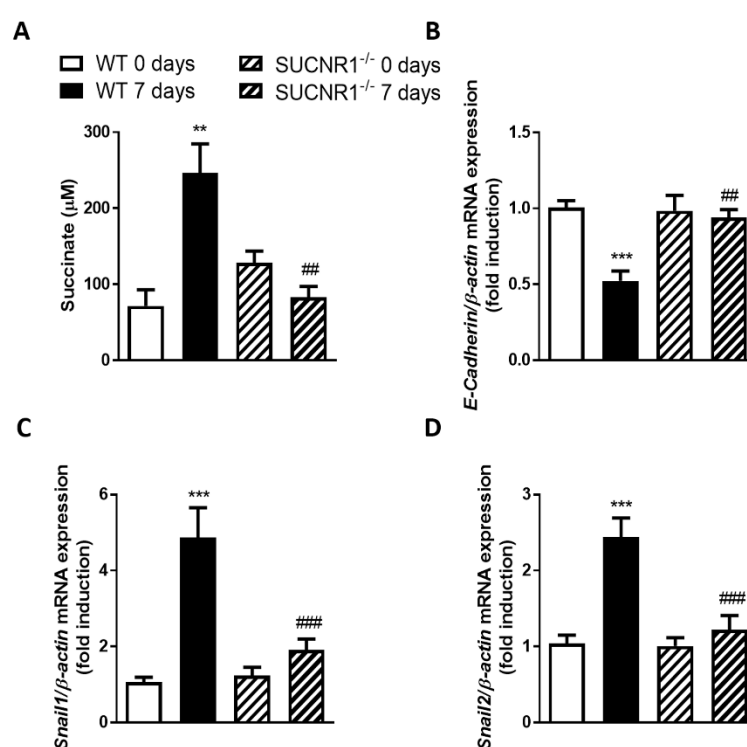 A
B
WT 0 days
SUCNR1-/- 0 days
WT 7 days
SUCNR1-/- 7 days
Succinate (µM)
300
200
100
0
**
##
E-Cadherin/β-actin mRNA expression
(fold induction)
1.5
1.0
0.5
0.0
***
##
C
D
Snail1/β-actin mRNA expression
(fold induction)
6
4
2
0
***
###
Snail2/β-actin mRNA expression
(fold induction)
3
2
1
0
***
###